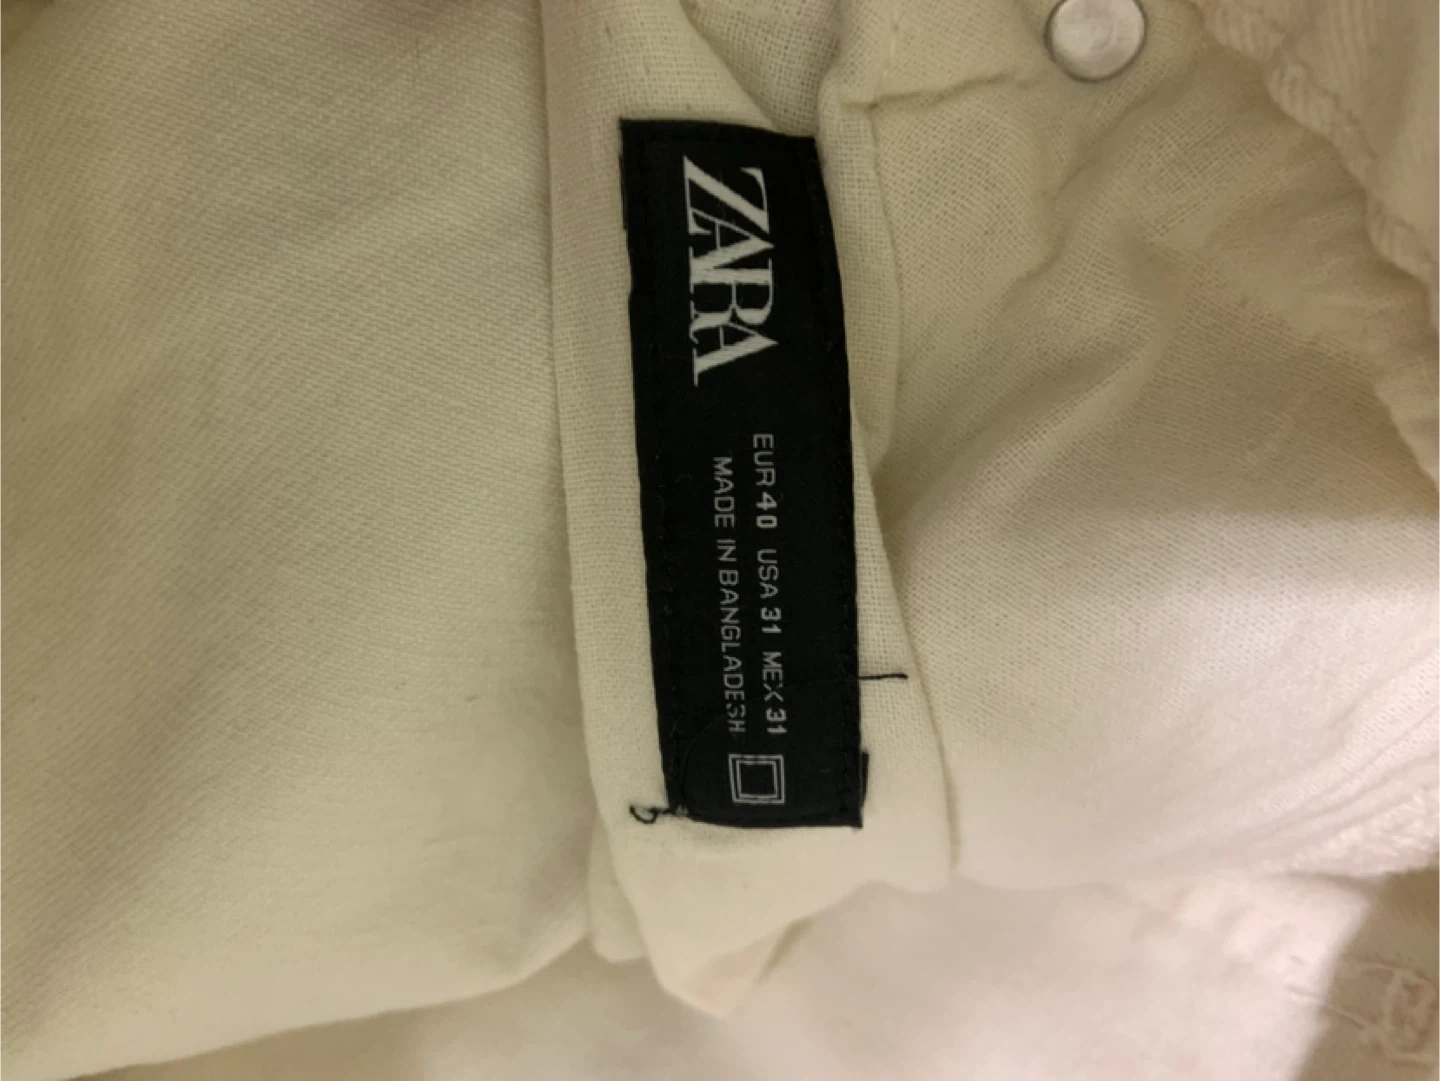 ZARA
EUR 40 USA 31 MEX 31
MADE IN BANGLADESH